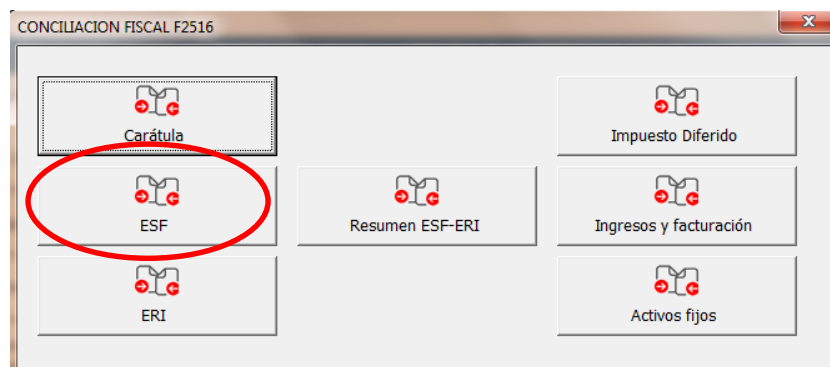 CONCILIACION FISCAL F2516
Carátula
Impuesto Diferido
ESF
Resumen ESF-ERI
Ingresos y facturación
ERI
Activos fijos